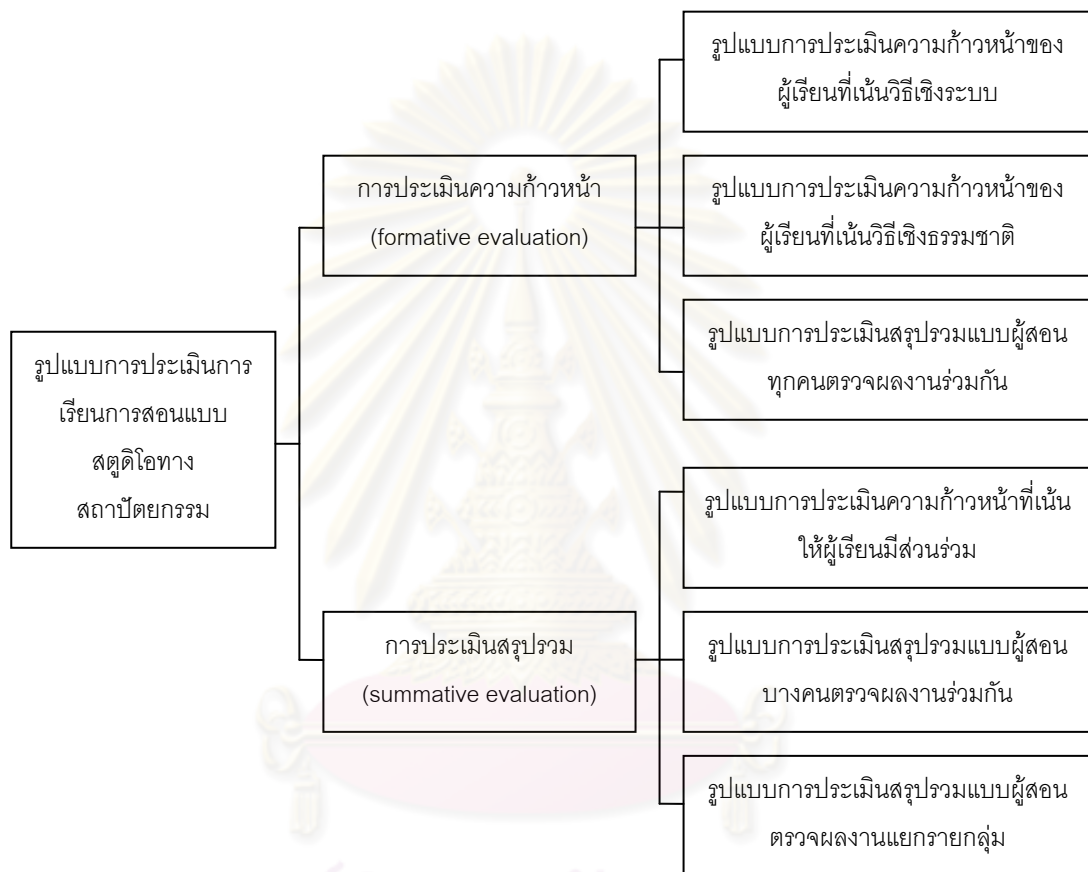 รูปแบบการประเมินการ
เรียนการสอนแบบ
สตูดิโอทาง
สถาปัตยกรรม
การประเมินความก้าวหน้า
(formative evaluation)
รูปแบบการประเมินความก้าวหน้าของ
ผู้เรียนที่เน้นวิธีเชิงระบบ
รูปแบบการประเมินความก้าวหน้าของ
ผู้เรียนที่เน้นวิธีเชิงธรรมชาติ
รูปแบบการประเมินสรุปรวมแบบผู้สอน
ทุกคนตรวจผลงานร่วมกัน
การประเมินสรุปรวม
(summative evaluation)
รูปแบบการประเมินความก้าวหน้าที่เน้น
ให้ผู้เรียนมีส่วนร่วม
รูปแบบการประเมินสรุปรวมแบบผู้สอน
บางคนตรวจผลงานร่วมกัน
รูปแบบการประเมินสรุปรวมแบบผู้สอน
ตรวจผลงานแยกรายกลุ่ม